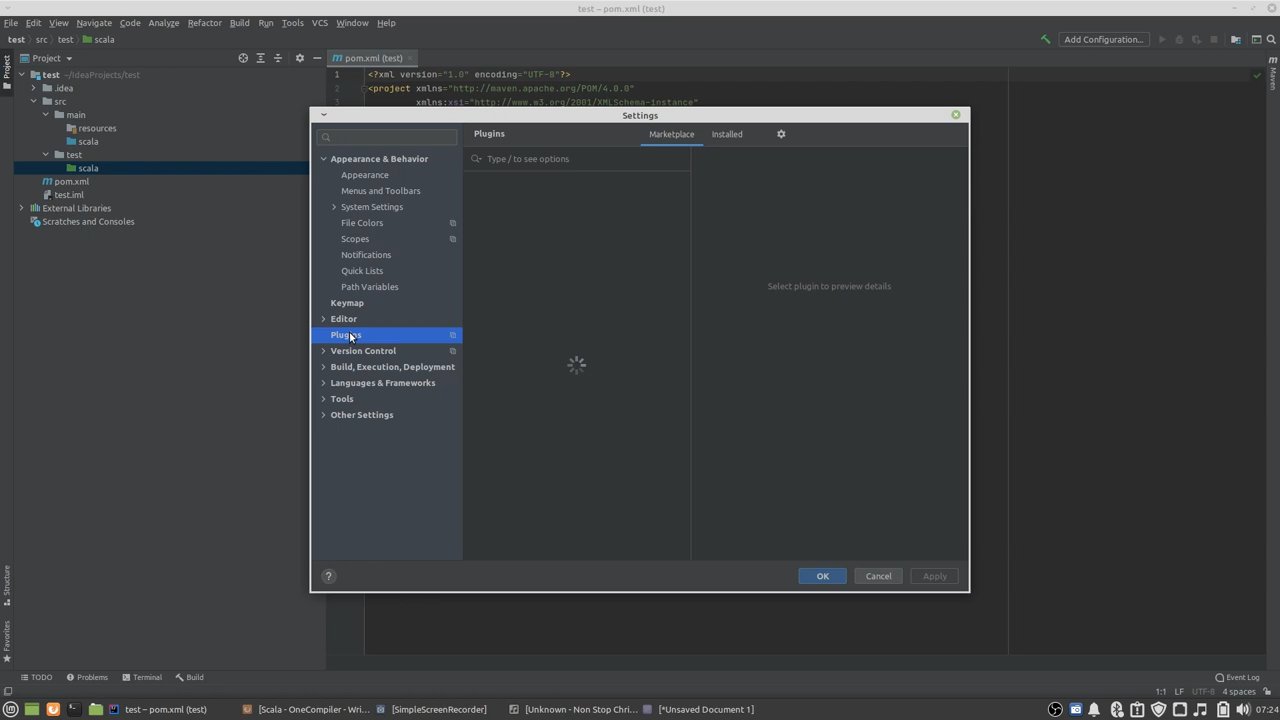 test – pom.xml (test)
File Edit View Navigate Code Analyze Refactor Build Run Tools VCS Window Help
test src test scala
Add Configuration...
Project
pom.xml (test)
Project
Maven
test ~/IdeaProjects/test
.idea
src
main
resources
scala
test
scala
pom.xml
test.iml
External Libraries
Scratches and Consoles
1 <?xml version="1.0" encoding="UTF-8"?>
2 <project xmlns="http://maven.apache.org/POM/4.0.0"
3 xmlns:xsi="http://www.w3.org/2001/XMLSchema-instance"
Settings
Appearance & Behavior
Appearance
Menus and Toolbars
System Settings
File Colors
Scopes
Notifications
Quick Lists
Path Variables
Keymap
Editor
Plugins
Version Control
Build, Execution, Deployment
Languages & Frameworks
Tools
Other Settings
Plugins Marketplace Installed
Type / to see options
Select plugin to preview details
? OK Cancel Apply
Structure
Favorites
TODO Problems Terminal Build Event Log
1:1 LF UTF-8 4 spaces
test – pom.xml (test) [Scala - OneCompiler - Wri... [SimpleScreenRecorder] [Unknown - Non Stop Chri... [*Unsaved Document 1] 07:24